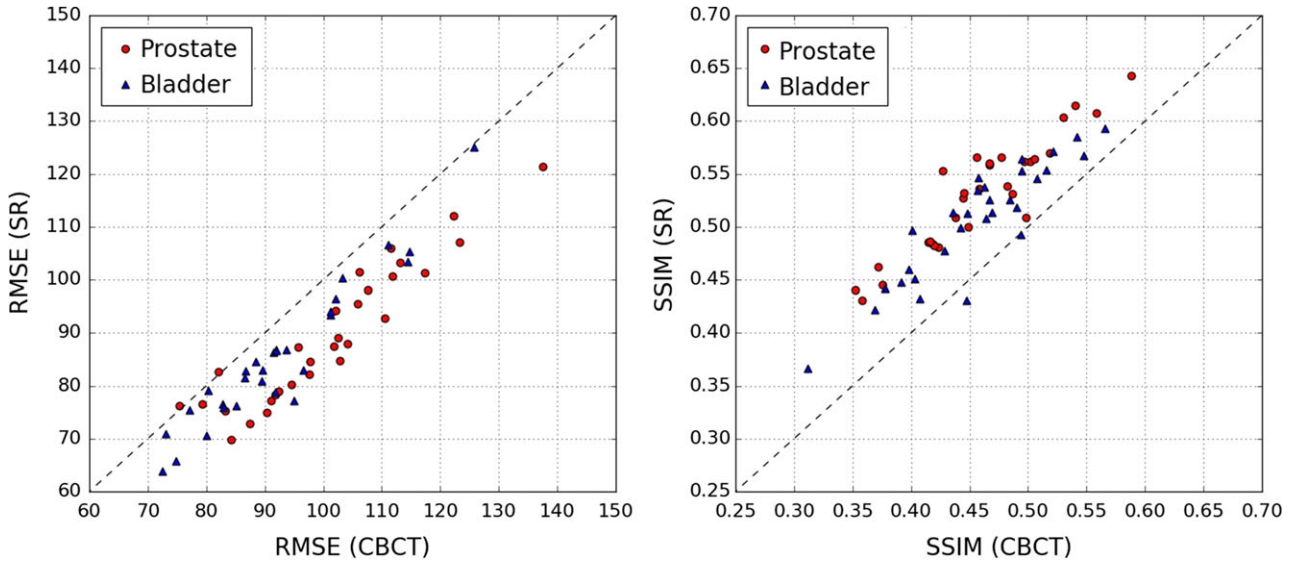 150
140
130
120
110
100
90
80
70
60
60 70 80 90 100 110 120 130 140 150
RMSE (SR)
RMSE (CBCT)
Prostate
Bladder
0.70
0.65
0.60
0.55
0.50
0.45
0.40
0.35
0.30
0.25
0.25 0.30 0.35 0.40 0.45 0.50 0.55 0.60 0.65 0.70
SSIM (SR)
SSIM (CBCT)
Prostate
Bladder